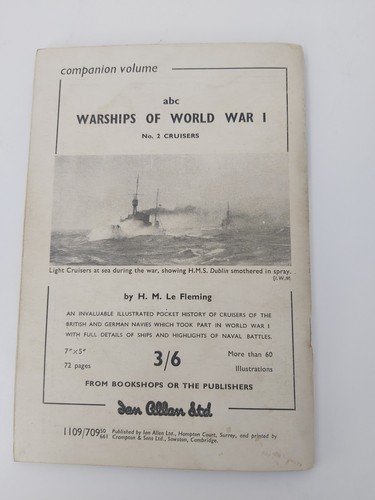 companion volume
abc
WARSHIPS OF WORLD WAR I
No. 2 CRUISERS
Light Cruisers at sea during the war, showing H.M.S. Dublin smothered in spray.
[I.W.M.
by H. M. Le Fleming
AN INVALUABLE ILLUSTRATED POCKET HISTORY OF CRUISERS OF THE
BRITISH AND GERMAN NAVIES WHICH TOOK PART IN WORLD WAR I
WITH FULL DETAILS OF SHIPS AND HIGHLIGHTS OF NAVAL BATTLES.
7" x 5"
72 pages
3/6
More than 60
Illustrations
FROM BOOKSHOPS OR THE PUBLISHERS
Ian Allan Ltd
1109/709 50 661 Published by Ian Allen Ltd., Hampton Court, Surrey, and printed by
Crampton & Sons Ltd., Sawston, Cambridge.